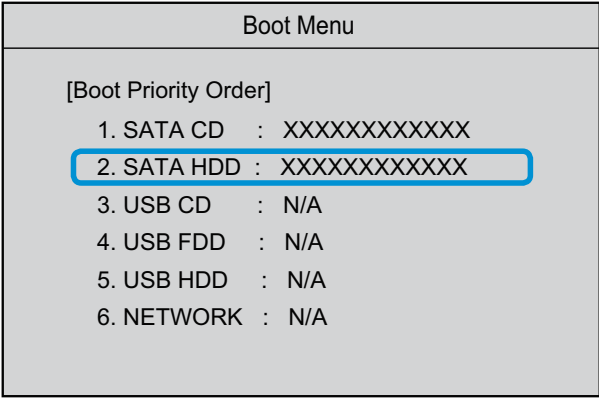 Boot Menu
[Boot Priority Order]
1. SATA CD : XXXXXXXXXXXX
2. SATA HDD : XXXXXXXXXXXX
3. USB CD : N/A
4. USB FDD : N/A
5. USB HDD : N/A
6. NETWORK : N/A